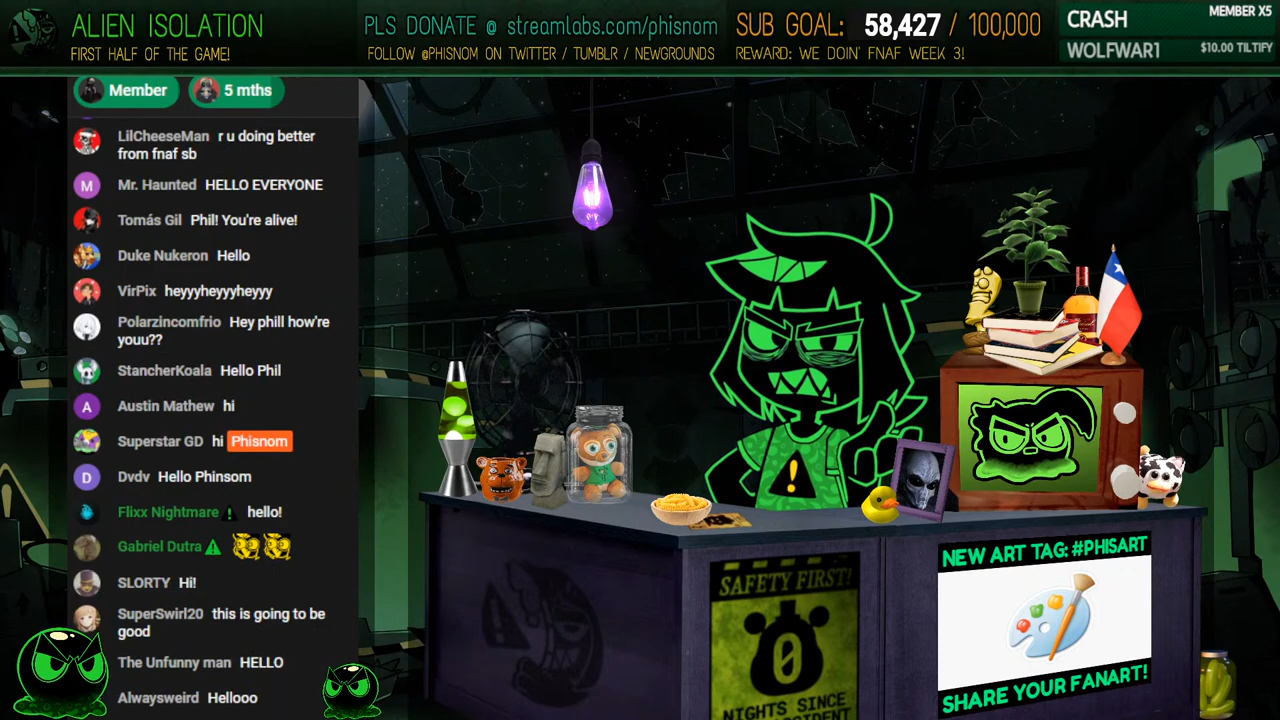 ALIEN ISOLATION
FIRST HALF OF THE GAME!
PLS DONATE @ streamlabs.com/phisnom
FOLLOW @PHISNOM ON TWITTER / TUMBLR / NEWGROUNDS
SUB GOAL: 58,427 / 100,000
REWARD: WE DOIN' FNAF WEEK 3!
CRASH MEMBER X5
WOLFWAR1 $10.00 TILTIFY
Member 5 mths
LilCheeseMan r u doing better
from fnaf sb
M Mr. Haunted HELLO EVERYONE
Tomás Gil Phil! You're alive!
Duke Nukeron Hello
VirPix heyyyheyyyheyyy
Polarzincomfrio Hey phill how're
youu??
StancherKoala Hello Phil
A Austin Mathew hi
Superstar GD hi Phisnom
D Dvdv Hello Phinsom
Flixx Nightmare hello!
Gabriel Dutra
SLORTY Hi!
SuperSwirl20 this is going to be
good
The Unfunny man HELLO
Alwaysweird Hellooo
SAFETY FIRST!
0
NIGHTS SINCE
NEW ART TAG: #PHISART
SHARE YOUR FANART!